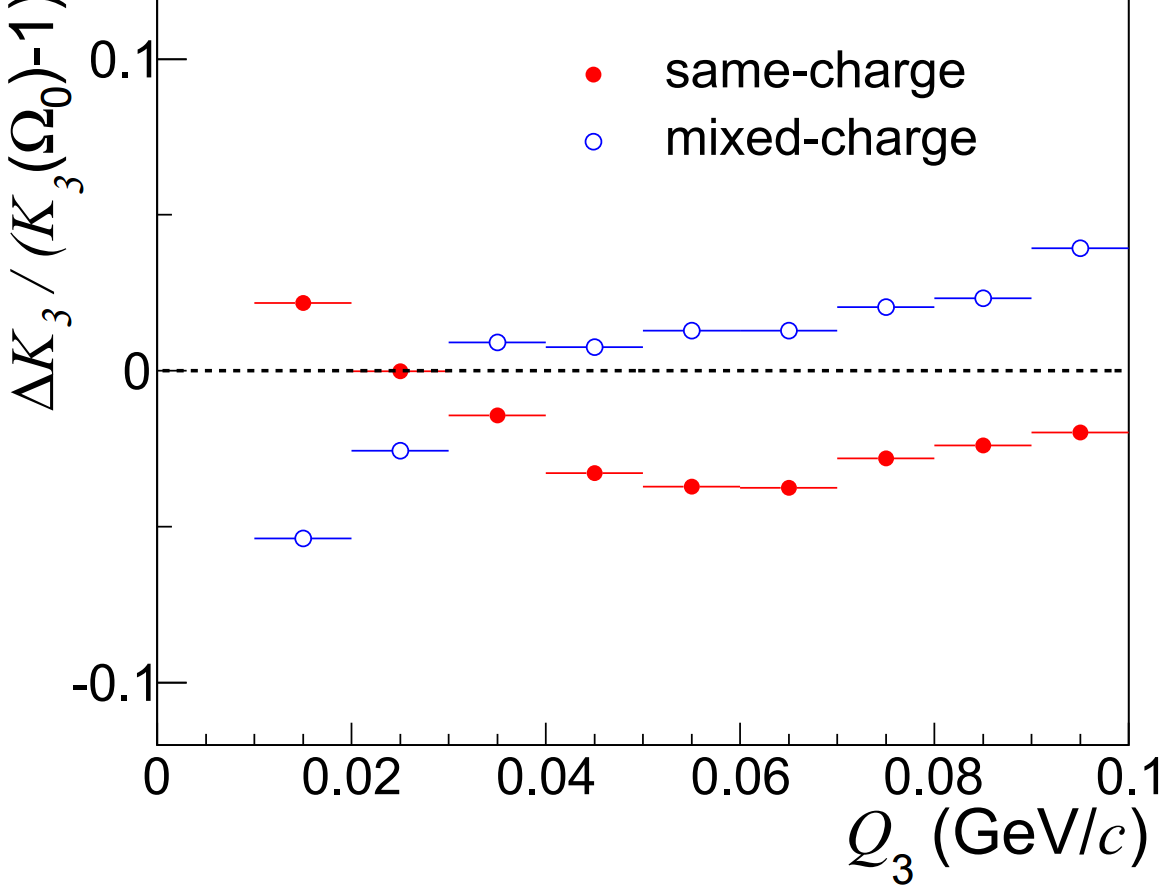 ΔK₃ / (K₃(Ω₀)-1)
0.1
0
-0.1
same-charge
mixed-charge
0 0.02 0.04 0.06 0.08 0.1
Q₃ (GeV/c)